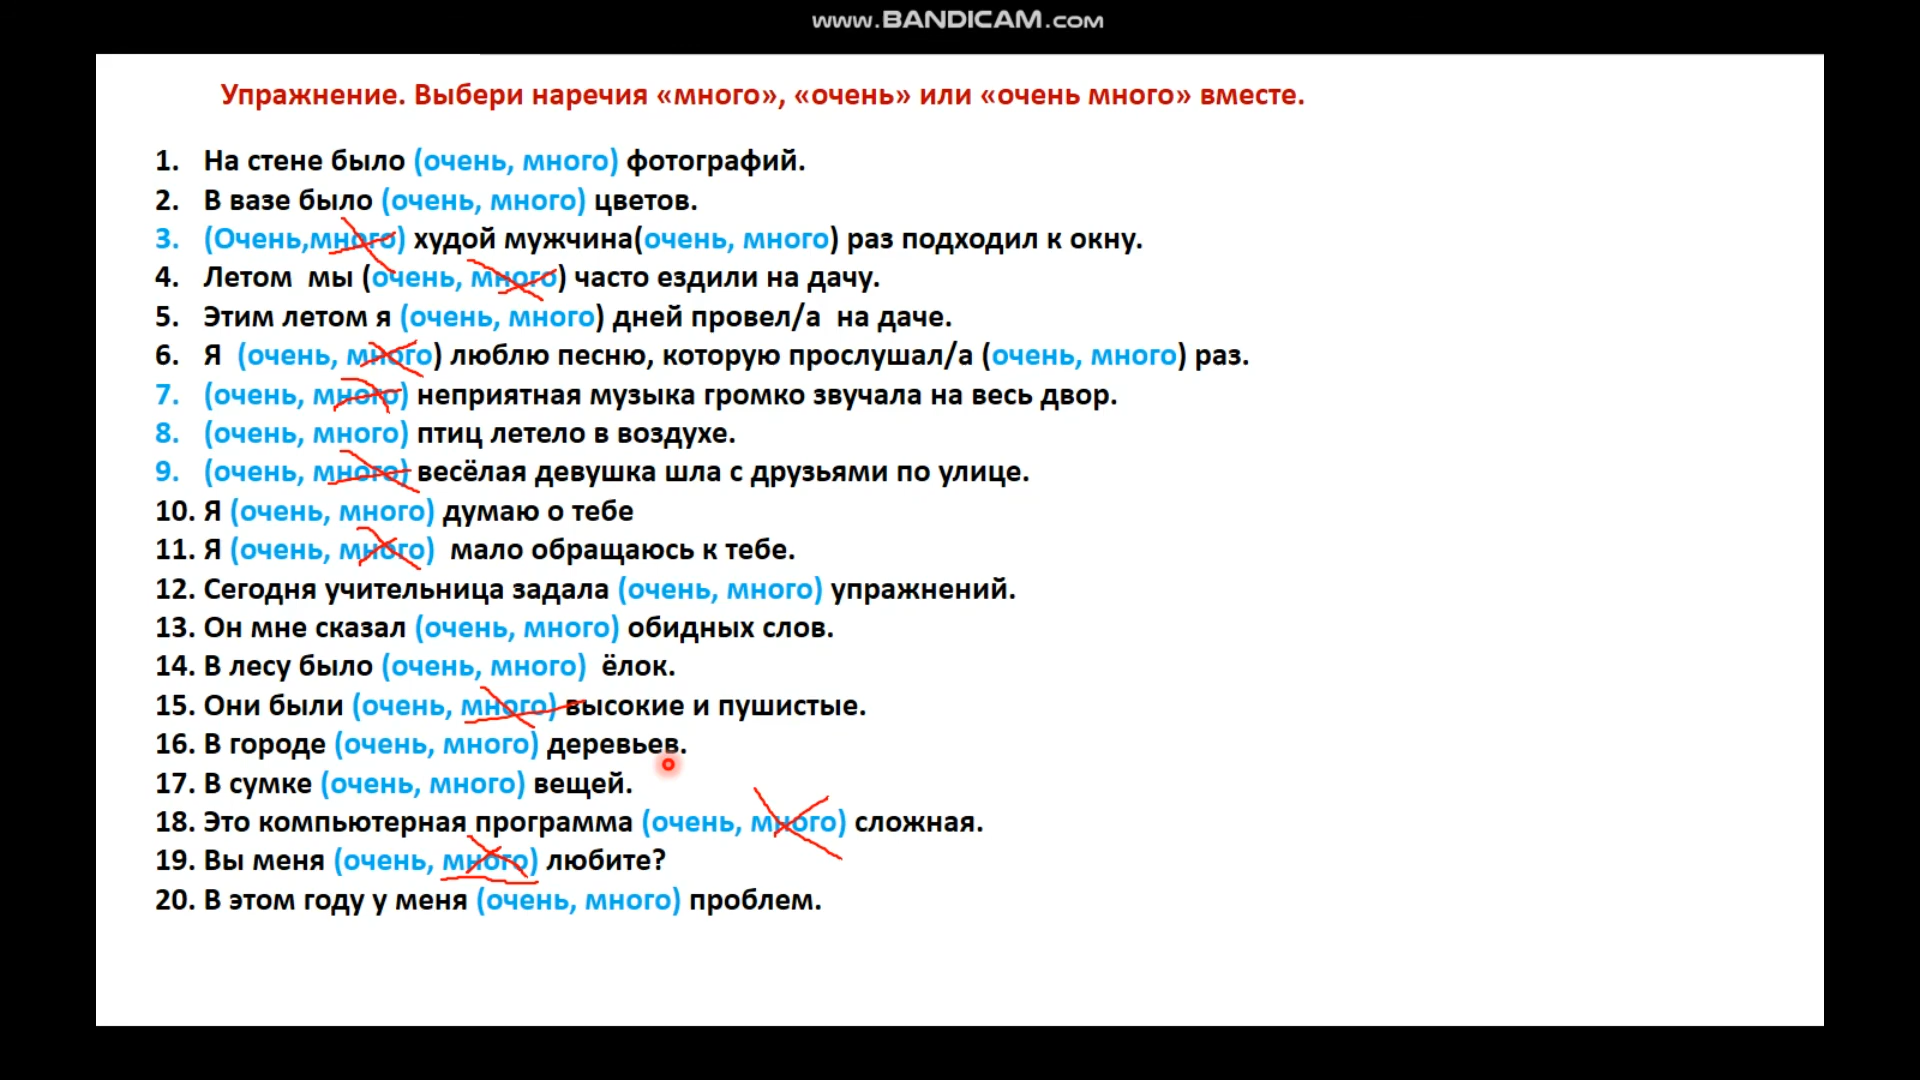 www.BANDICAM.COM
Упражнение. Выбери наречия «много», «очень» или «очень много» вместе.
1. На стене было (очень, много) фотографий.
2. В вазе было (очень, много) цветов.
3. (Очень,много) худой мужчина(очень, много) раз подходил к окну.
4. Летом мы (очень, много) часто ездили на дачу.
5. Этим летом я (очень, много) дней провел/а на даче.
6. Я (очень, много) люблю песню, которую прослушал/а (очень, много) раз.
7. (очень, много) неприятная музыка громко звучала на весь двор.
8. (очень, много) птиц летело в воздухе.
9. (очень, много) весёлая девушка шла с друзьями по улице.
10. Я (очень, много) думаю о тебе
11. Я (очень, много) мало обращаюсь к тебе.
12. Сегодня учительница задала (очень, много) упражнений.
13. Он мне сказал (очень, много) обидных слов.
14. В лесу было (очень, много) ёлок.
15. Они были (очень, много) высокие и пушистые.
16. В городе (очень, много) деревьев.
17. В сумке (очень, много) вещей.
18. Это компьютерная программа (очень, много) сложная.
19. Вы меня (очень, много) любите?
20. В этом году у меня (очень, много) проблем.